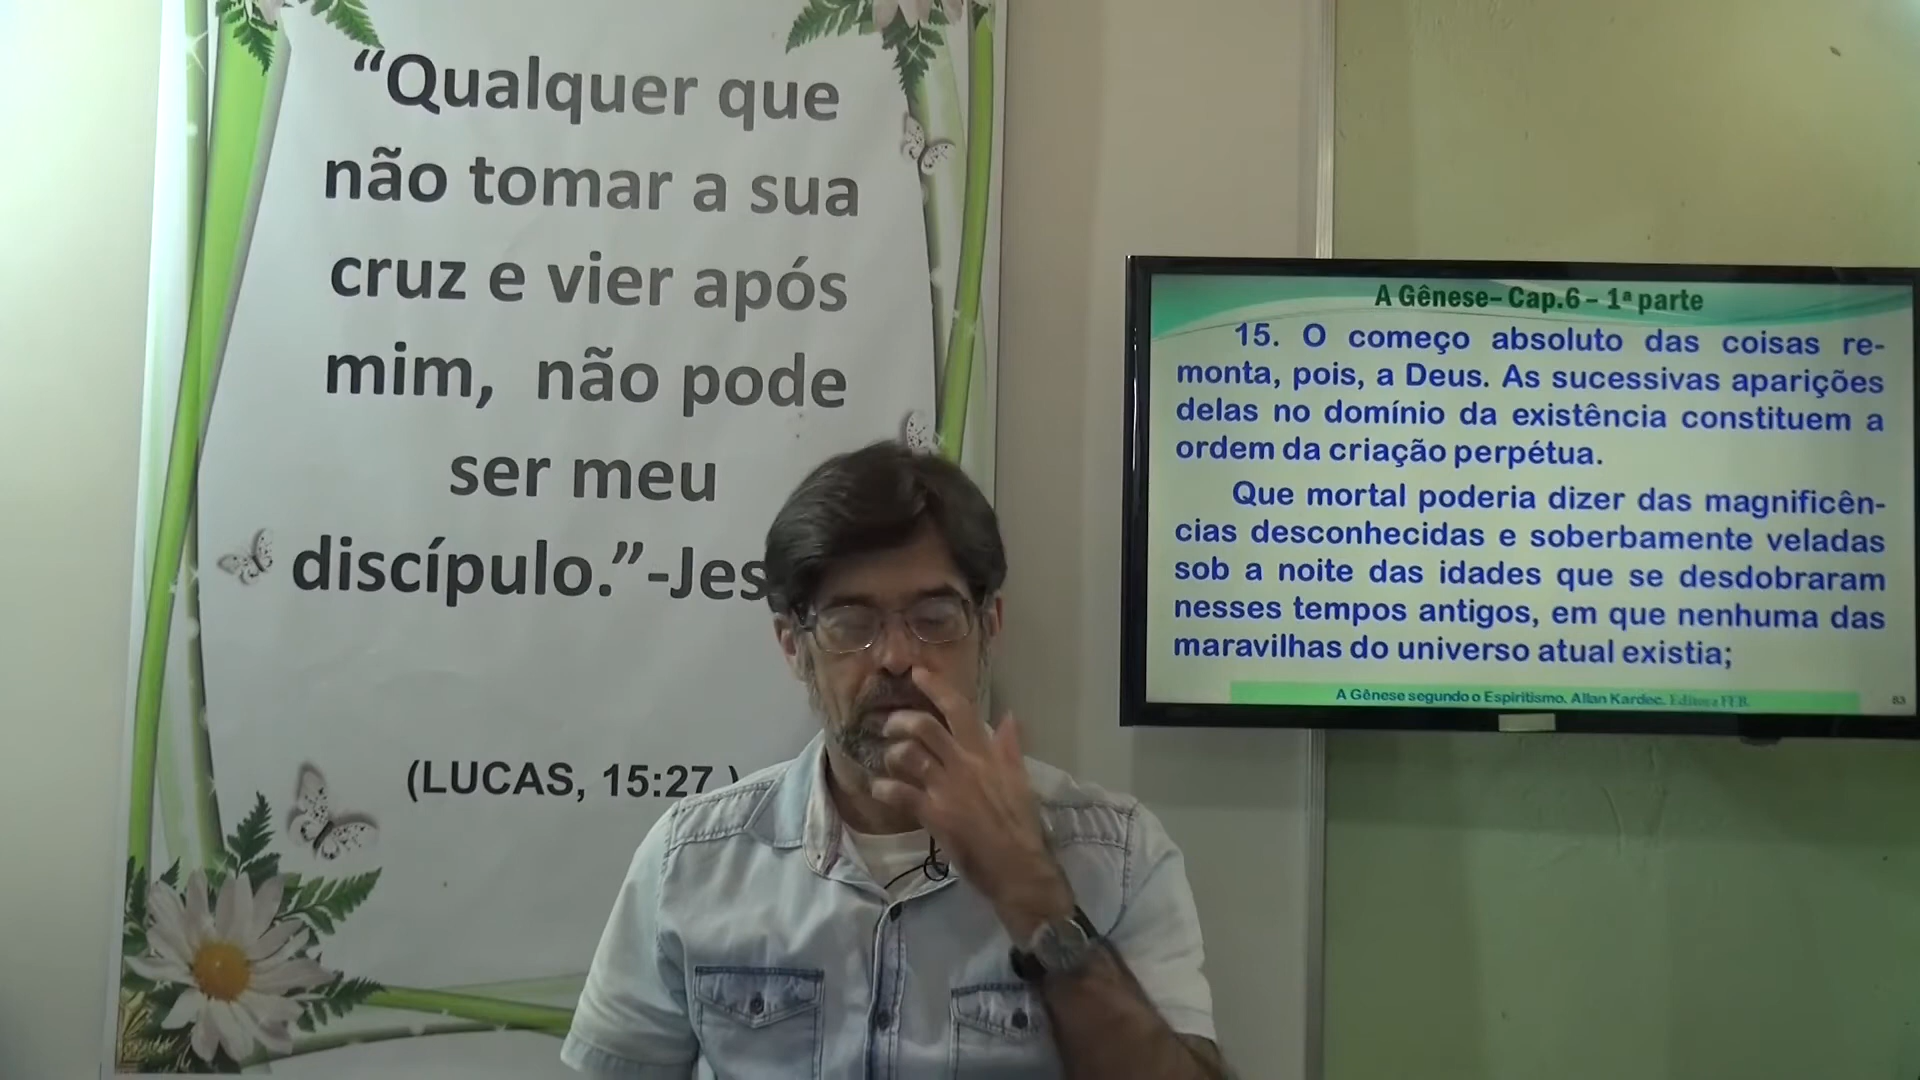 “Qualquer que
não tomar a sua
cruz e vier após
mim, não pode
ser meu
discípulo.”-Jes
(LUCAS, 15:27
A Gênese– Cap.6 – 1ª parte
15. O começo absoluto das coisas re-
monta, pois, a Deus. As sucessivas aparições
delas no domínio da existência constituem a
ordem da criação perpétua.
Que mortal poderia dizer das magnificên-
cias desconhecidas e soberbamente veladas
sob a noite das idades que se desdobraram
nesses tempos antigos, em que nenhuma das
maravilhas do universo atual existia;
A Gênese segundo o Espiritismo. Allan Kardec. Editora FEB.
83